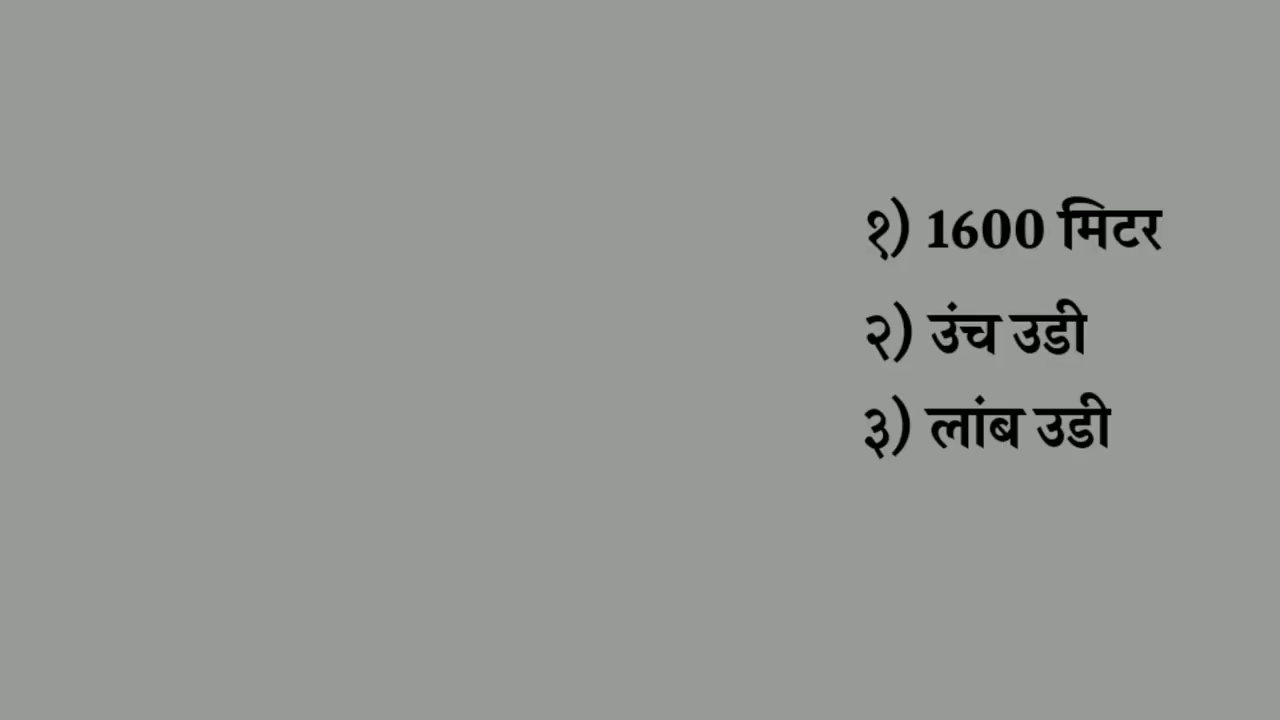 १) 1600 मिटर
२) उंच उडी
३) लांब उडी